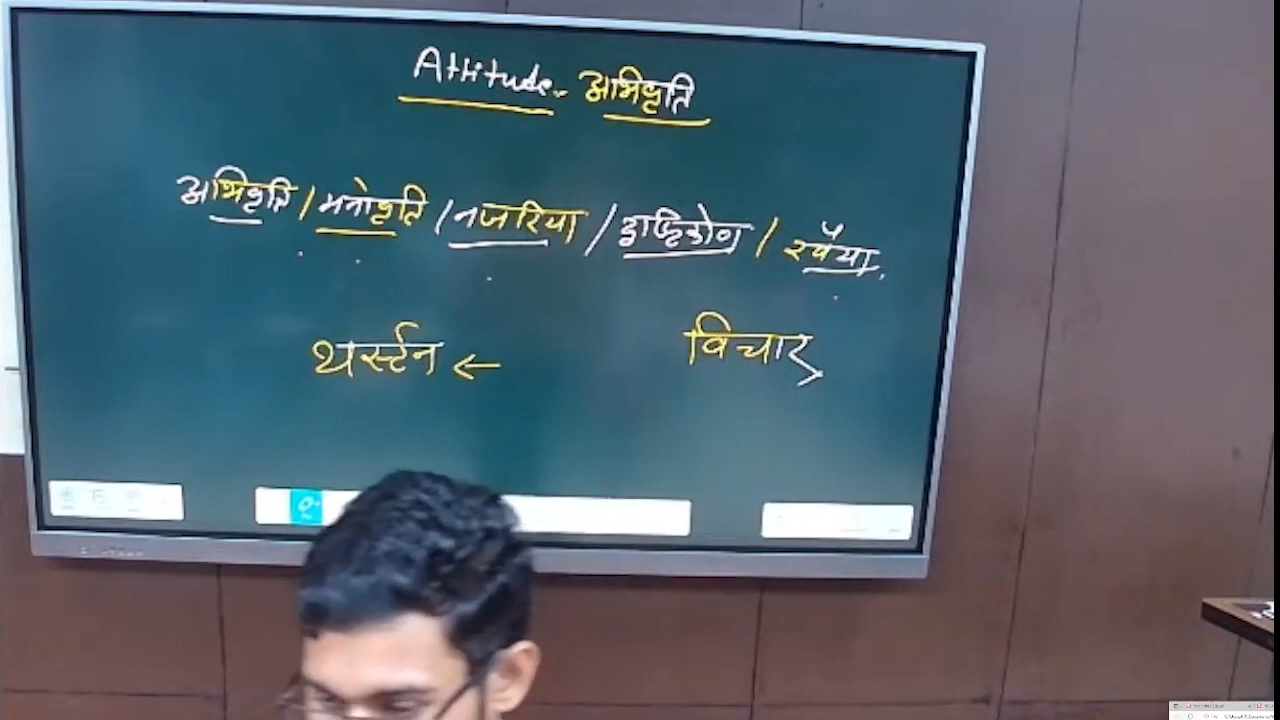 Attitude - अभिवृति
अभिवृति / मनोवृति / नजरिया / दृष्टिकोण / रवैया
थर्स्टन ← विचार